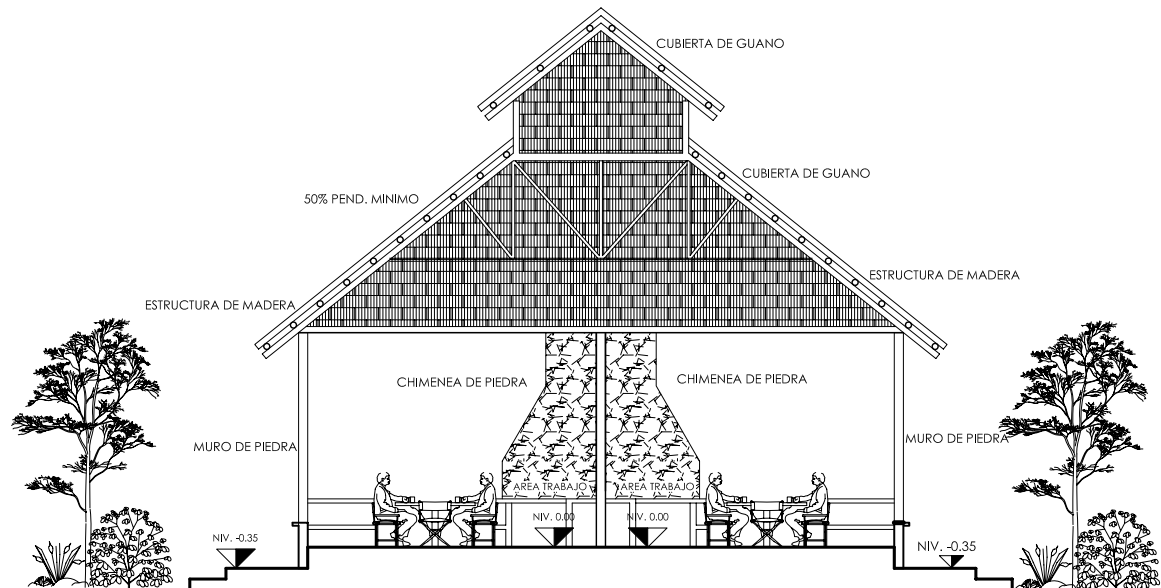 CUBIERTA DE GUANO
CUBIERTA DE GUANO
50% PEND. MINIMO
ESTRUCTURA DE MADERA
ESTRUCTURA DE MADERA
CHIMENEA DE PIEDRA
CHIMENEA DE PIEDRA
MURO DE PIEDRA
MURO DE PIEDRA
AREA TRABAJO
AREA TRABAJO
NIV. 0.00
NIV. 0.00
NIV. -0.35
NIV. -0.35